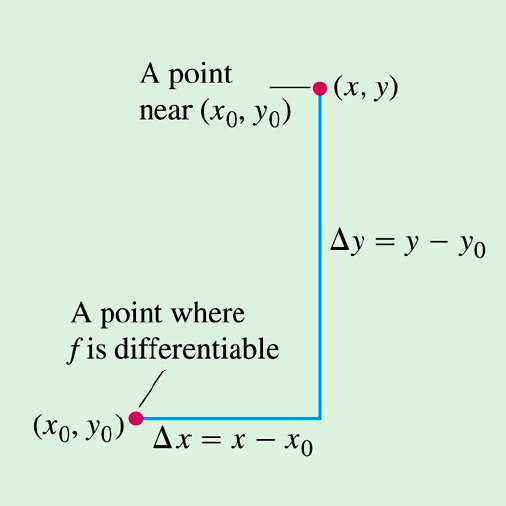 A point
near (x₀, y₀)
(x, y)
Δy = y − y₀
A point where
f is differentiable
(x₀, y₀)
Δx = x − x₀